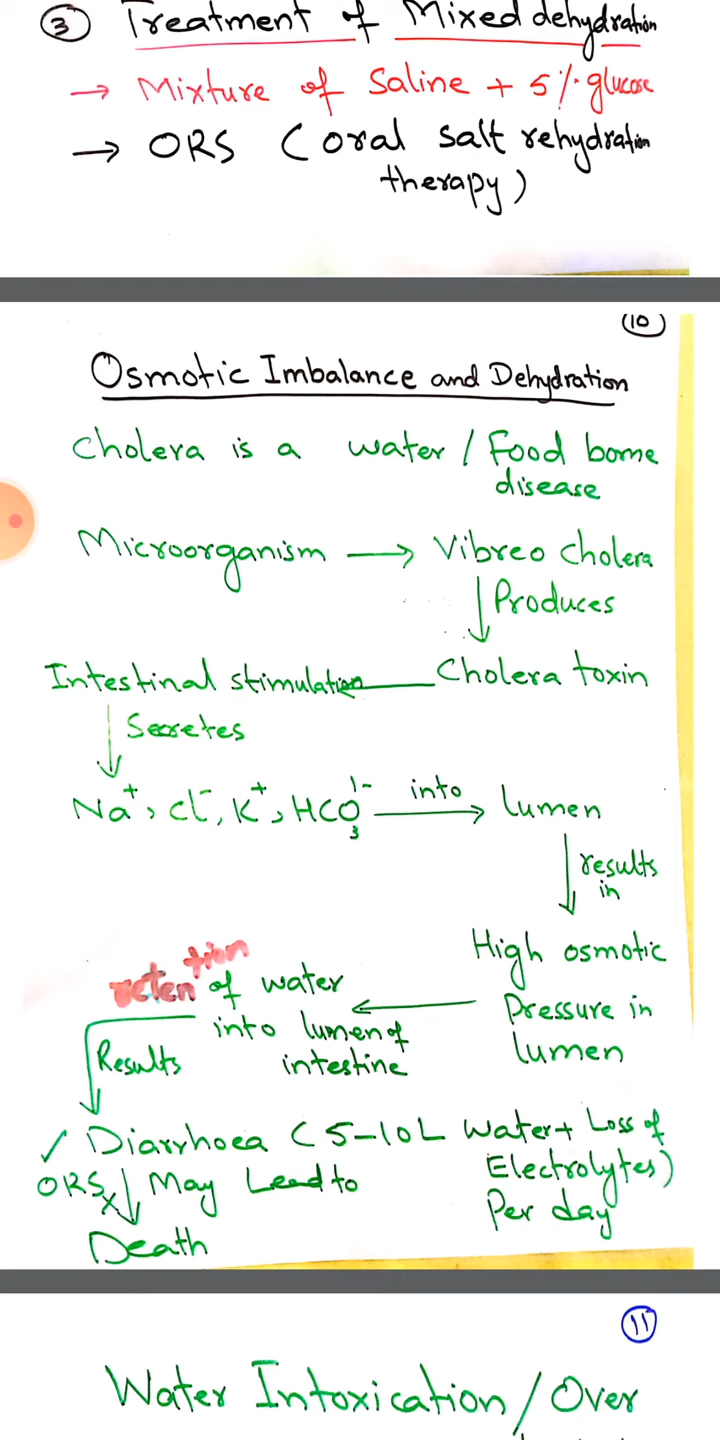 ③ Treatment of Mixed dehydration
→ Mixture of Saline + 5% glucose
→ ORS (oral salt rehydration
therapy)
(10)
Osmotic Imbalance and Dehydration
Cholera is a water / Food borne
disease
Microorganism → Vibreo cholera
↓ Produces
Intestinal stimulation — Cholera toxin
↓ Secretes
Na⁺, Cl⁻, K⁺, HCO₃¹⁻ into → lumen
↓ results
in
High osmotic
Pressure in
lumen
←
retention of water
into lumen of
intestine
Results
↓
✓ Diarrhoea (5-10L Water + Loss of
Electrolytes)
Per day
ORS x ↓ May Lead to
Death
⑪
Water Intoxication / Over